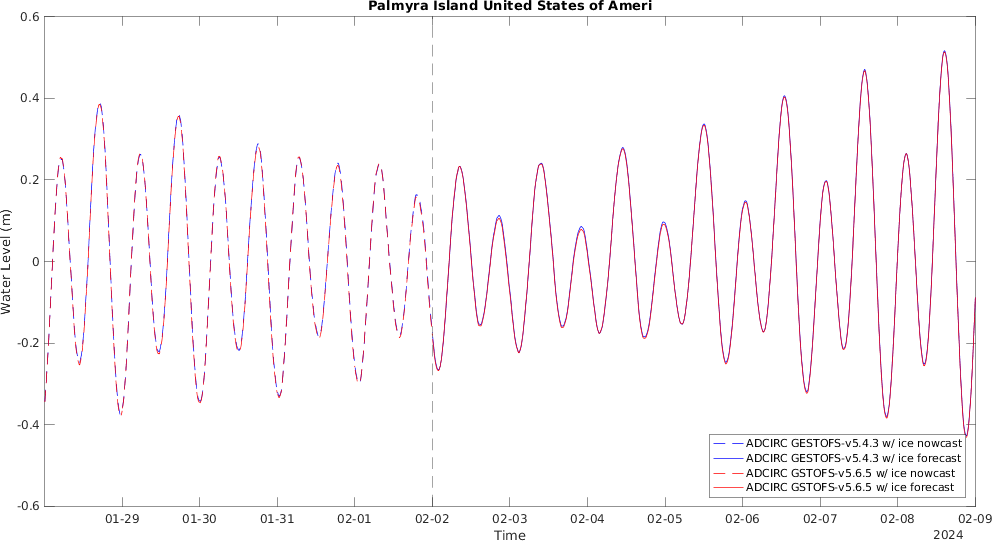 Palmyra Island United States of Ameri
Water Level (m)
0.6
0.4
0.2
0
-0.2
-0.4
-0.6
ADCIRC GESTOFS-v5.4.3 w/ ice nowcast
ADCIRC GESTOFS-v5.4.3 w/ ice forecast
ADCIRC GSTOFS-v5.6.5 w/ ice nowcast
ADCIRC GSTOFS-v5.6.5 w/ ice forecast
01-29 01-30 01-31 02-01 02-02 02-03 02-04 02-05 02-06 02-07 02-08 02-09
Time
2024